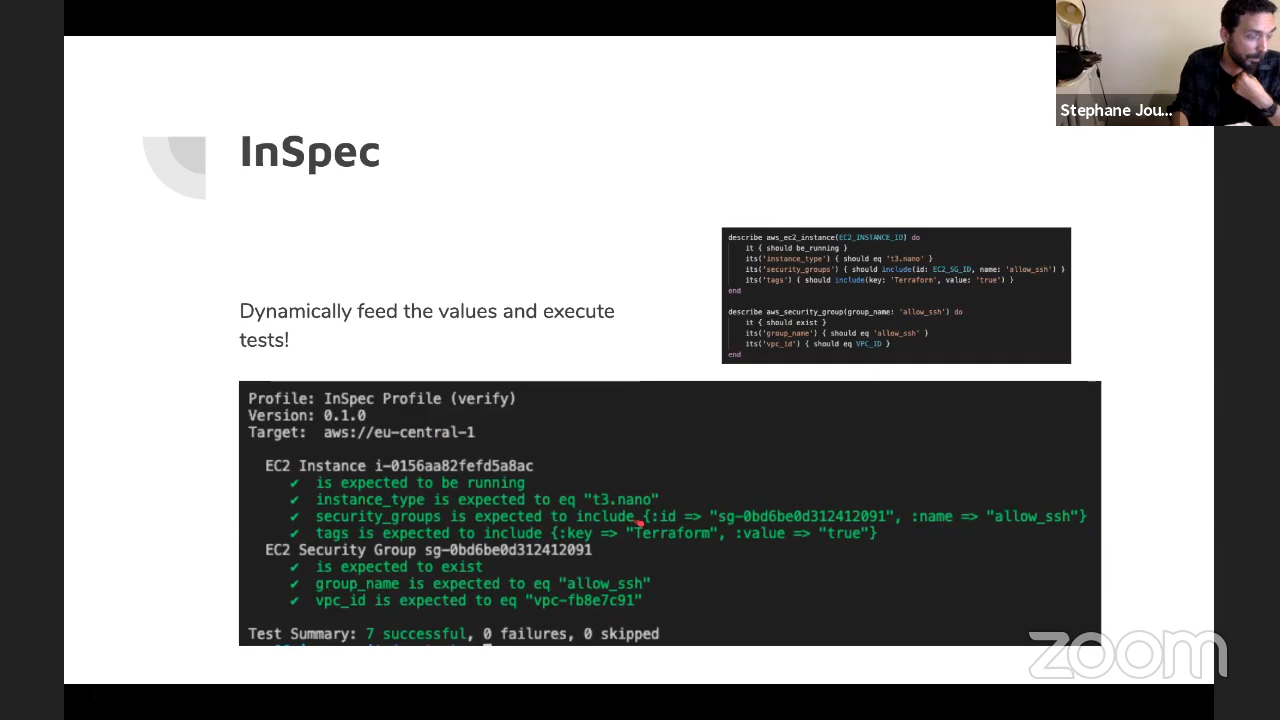 Stephane Jou...
InSpec
describe aws_ec2_instance(EC2_INSTANCE_ID) do
it { should be_running }
its('instance_type') { should eq 't3.nano' }
its('security_groups') { should include(id: EC2_SG_ID, name: 'allow_ssh') }
its('tags') { should include(key: 'Terraform', value: 'true') }
end
describe aws_security_group(group_name: 'allow_ssh') do
it { should exist }
its('group_name') { should eq 'allow_ssh' }
its('vpc_id') { should eq VPC_ID }
end
Dynamically feed the values and execute
tests!
Profile: InSpec Profile (verify)
Version: 0.1.0
Target: aws://eu-central-1
EC2 Instance i-0156aa82fefd5a8ac
✔ is expected to be running
✔ instance_type is expected to eq "t3.nano"
✔ security_groups is expected to include {:id => "sg-0bd6be0d312412091", :name => "allow_ssh"}
✔ tags is expected to include {:key => "Terraform", :value => "true"}
EC2 Security Group sg-0bd6be0d312412091
✔ is expected to exist
✔ group_name is expected to eq "allow_ssh"
✔ vpc_id is expected to eq "vpc-fb8e7c91"
Test Summary: 7 successful, 0 failures, 0 skipped
zoom